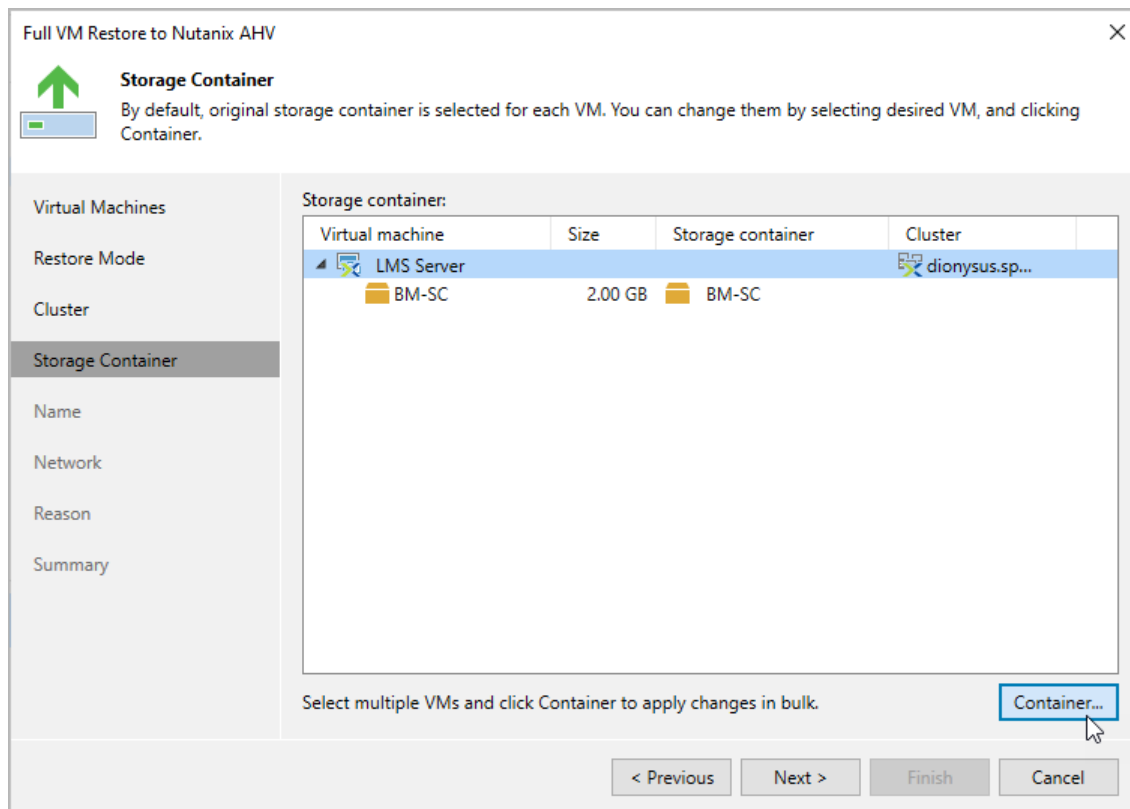 Full VM Restore to Nutanix AHV
Storage Container
By default, original storage container is selected for each VM. You can change them by selecting desired VM, and clicking
Container.
Virtual Machines
Restore Mode
Cluster
Storage Container
Name
Network
Reason
Summary
Storage container:
Virtual machine Size Storage container Cluster
LMS Server dionysus.sp...
BM-SC 2.00 GB BM-SC
Select multiple VMs and click Container to apply changes in bulk.
Container...
< Previous Next > Finish Cancel